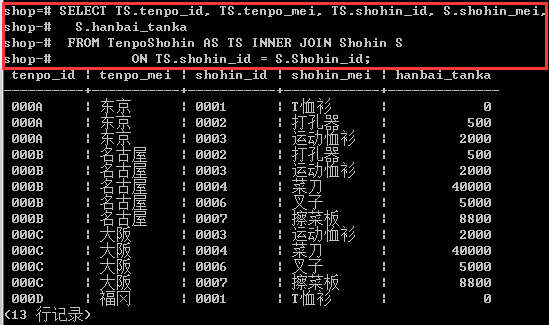 shop=# SELECT TS.tenpo_id, TS.tenpo_mei, TS.shohin_id, S.shohin_mei,
shop-#   S.hanbai_tanka
shop-#  FROM TenpoShohin AS TS INNER JOIN Shohin S
shop-#       ON TS.shohin_id = S.Shohin_id;
tenpo_id | tenpo_mei | shohin_id | shohin_mei | hanbai_tanka
----------+-----------+-----------+------------+--------------
000A | 东京 | 0001 | T恤衫 | 0
000A | 东京 | 0002 | 打孔器 | 500
000A | 东京 | 0003 | 运动恤衫 | 2000
000B | 名古屋 | 0002 | 打孔器 | 500
000B | 名古屋 | 0003 | 运动恤衫 | 2000
000B | 名古屋 | 0004 | 菜刀 | 40000
000B | 名古屋 | 0006 | 叉子 | 5000
000B | 名古屋 | 0007 | 擦菜板 | 8800
000C | 大阪 | 0003 | 运动恤衫 | 2000
000C | 大阪 | 0004 | 菜刀 | 40000
000C | 大阪 | 0006 | 叉子 | 5000
000C | 大阪 | 0007 | 擦菜板 | 8800
000D | 福冈 | 0001 | T恤衫 | 0
(13 行记录)